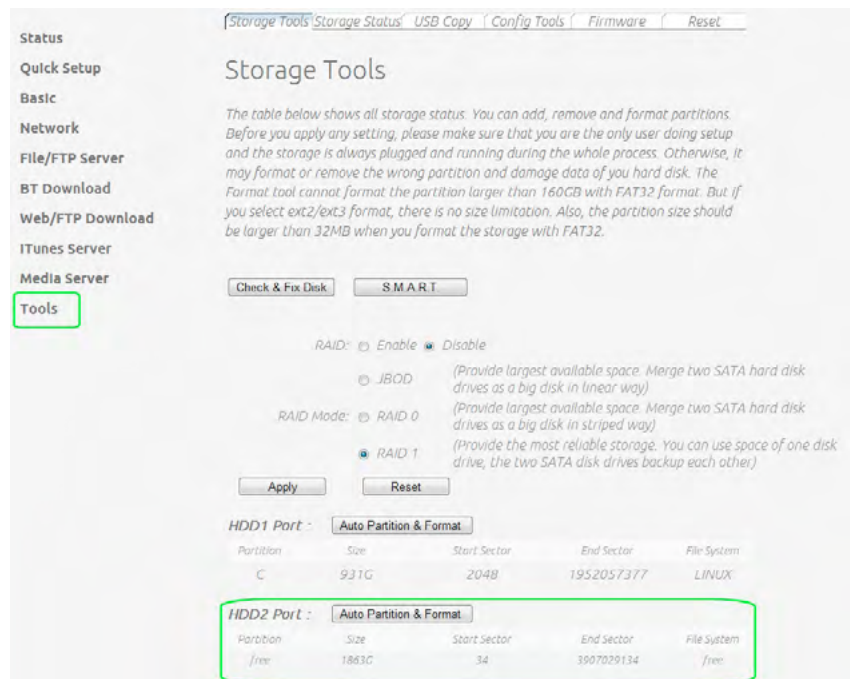 Status
Quick Setup
Basic
Network
File/FTP Server
BT Download
Web/FTP Download
ITunes Server
Media Server
Tools
Storage Tools Storage Status USB Copy Config Tools Firmware Reset
Storage Tools
The table below shows all storage status. You can add, remove and format partitions.
Before you apply any setting, please make sure that you are the only user doing setup
and the storage is always plugged and running during the whole process. Otherwise, it
may format or remove the wrong partition and damage data of you hard disk. The
Format tool cannot format the partition larger than 160GB with FAT32 format. But if
you select ext2/ext3 format, there is no size limitation. Also, the partition size should
be larger than 32MB when you format the storage with FAT32.
Check & Fix Disk S.M.A.R.T
RAID: Enable Disable
JBOD (Provide largest available space. Merge two SATA hard disk
drives as a big disk in linear way)
RAID Mode: RAID 0 (Provide largest available space. Merge two SATA hard disk
drives as a big disk in striped way)
RAID 1 (Provide the most reliable storage. You can use space of one disk
drive, the two SATA disk drives backup each other)
Apply Reset
HDD1 Port : Auto Partition & Format
Partition Size Start Sector End Sector File System
C 931G 2048 1952057377 LINUX
HDD2 Port : Auto Partition & Format
Partition Size Start Sector End Sector File System
free 1863G 34 3907029134 free